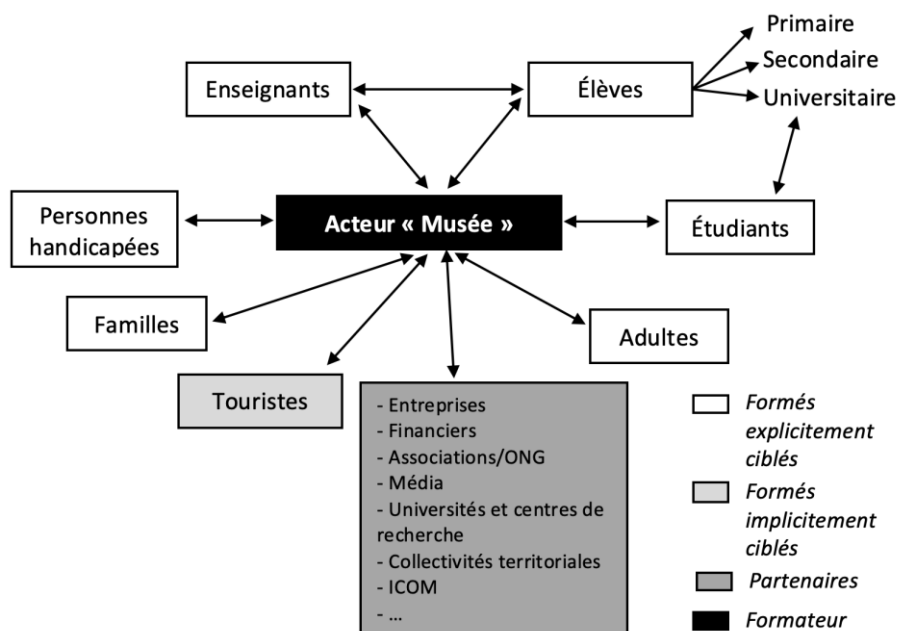 Primaire
Secondaire
Universitaire
Enseignants
Élèves
Personnes
handicapées
Acteur « Musée »
Étudiants
Familles
Adultes
Touristes
- Entreprises
- Financiers
- Associations/ONG
- Média
- Universités et centres de
recherche
- Collectivités territoriales
- ICOM
- ...
Formés
explicitement
ciblés
Formés
implicitement
ciblés
Partenaires
Formateur